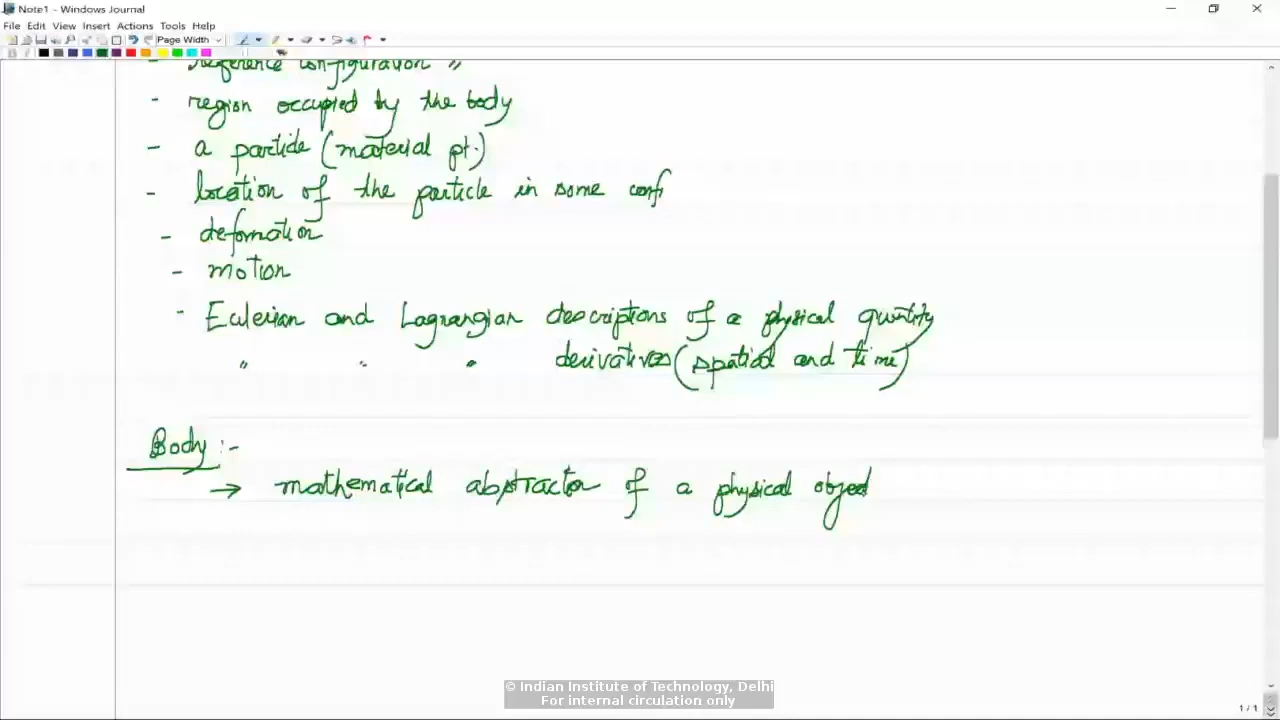 Note1 - Windows Journal
File Edit View Insert Actions Tools Help
Page Width
- reference configuration "
- region occupied by the body
- a particle (material pt.)
- location of the particle in some conf
- deformation
- motion
- Eulerian and Lagrangian descriptions of a physical quantity
" " " derivatives (spatial and time)
Body :-
→ mathematical abstraction of a physical object
© Indian Institute of Technology, Delhi
For internal circulation only
1 / 1